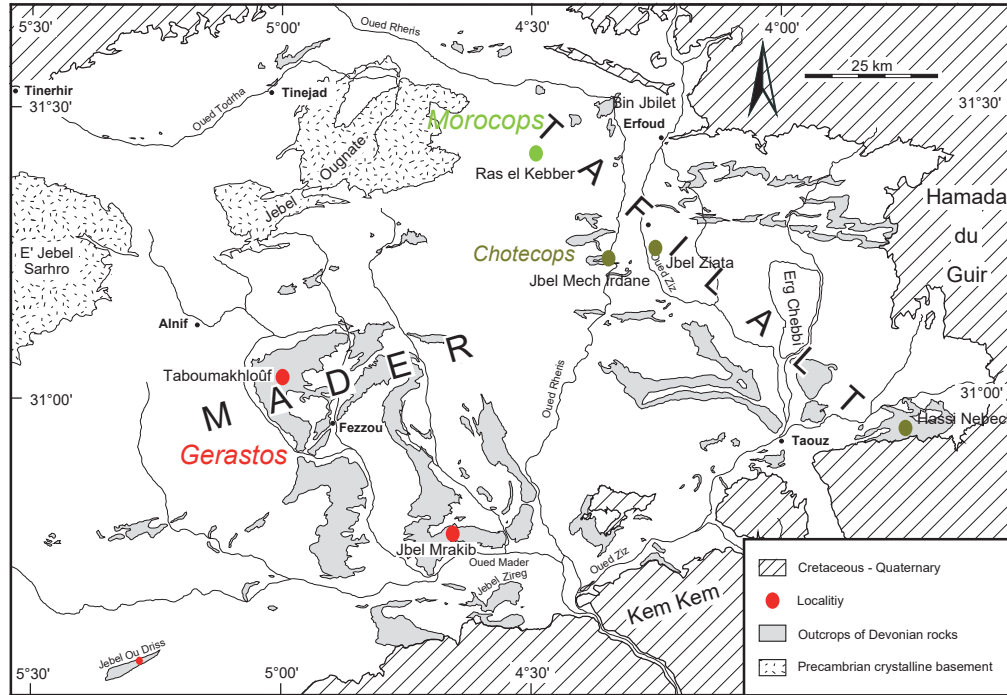 5°30'
5°00'
4°30'
4°00'
Oued Rheris
25 km
Tinerhir
Tinejad
31°30'
31°30'
Oued Todrha
Bin Jbilet
Erfoud
Morocops
Ougnate
Ras el Kebber
Jebel
Hamada
du
Guir
E' Jebel
Sarhro
Chotecops
Jbel Ziata
Oued Ziz
Jbel Mech Irdane
Erg Chebbi
TAFILALT
Alnif
MADER
Taboumakhloûf
31°00'
31°00'
Oued Rheris
Fezzou
Hassi Nebech
Taouz
Gerastos
Jbel Mrakib
Oued Mader
Oued Ziz
Jebel Zireg
Kem Kem
Jebel Ou Driss
Cretaceous - Quaternary
Localitiy
Outcrops of Devonian rocks
Precambrian crystalline basement
5°30'
5°00'
4°30'